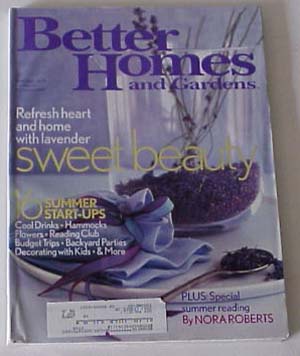 Better
Homes
and Gardens
Refresh heart
and home
with lavender
sweet beauty
16 SUMMER
START-UPS
Cool Drinks • Hammocks
Flowers • Reading Club
Budget Trips • Backyard Parties
Decorating with Kids • & More
PLUS: Special
summer reading
By NORA ROBERTS